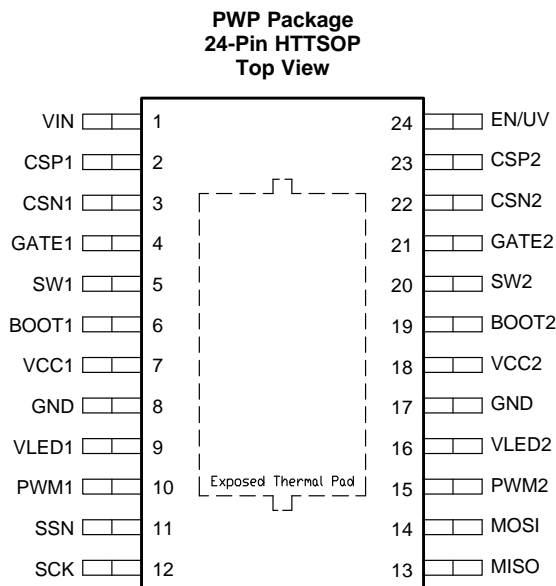 PWP Package
24-Pin HTTSOP
Top View
VIN 1 24 EN/UV
CSP1 2 23 CSP2
CSN1 3 22 CSN2
GATE1 4 21 GATE2
SW1 5 20 SW2
BOOT1 6 19 BOOT2
VCC1 7 18 VCC2
GND 8 17 GND
VLED1 9 16 VLED2
PWM1 10 Exposed Thermal Pad 15 PWM2
SSN 11 14 MOSI
SCK 12 13 MISO